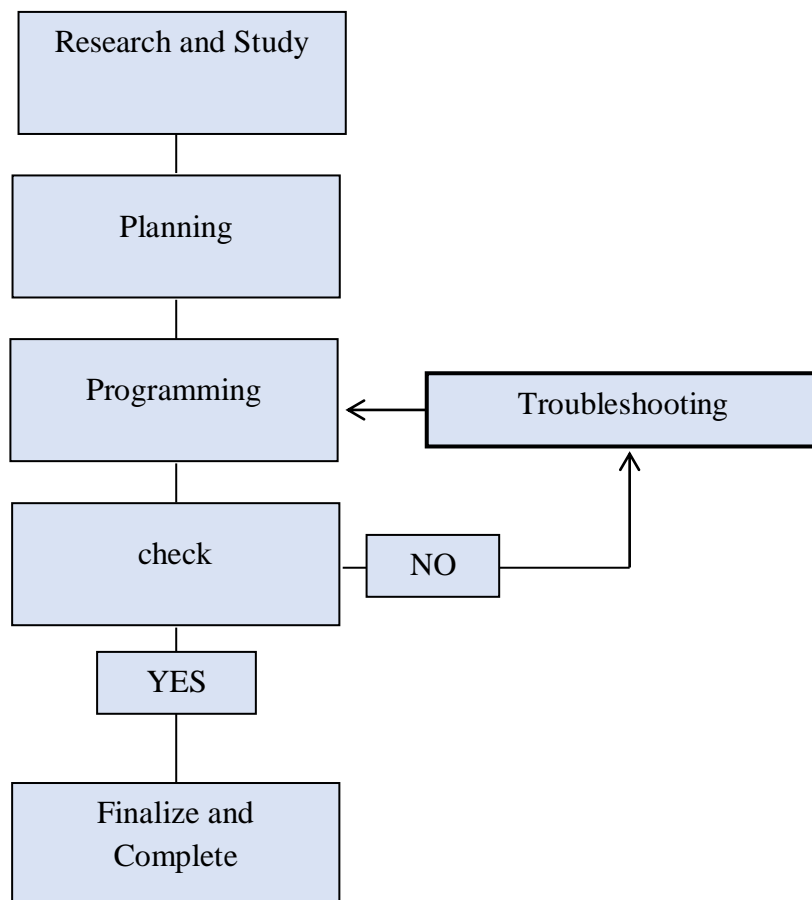 Research and Study
Planning
Programming
Troubleshooting
check
NO
YES
Finalize and
Complete